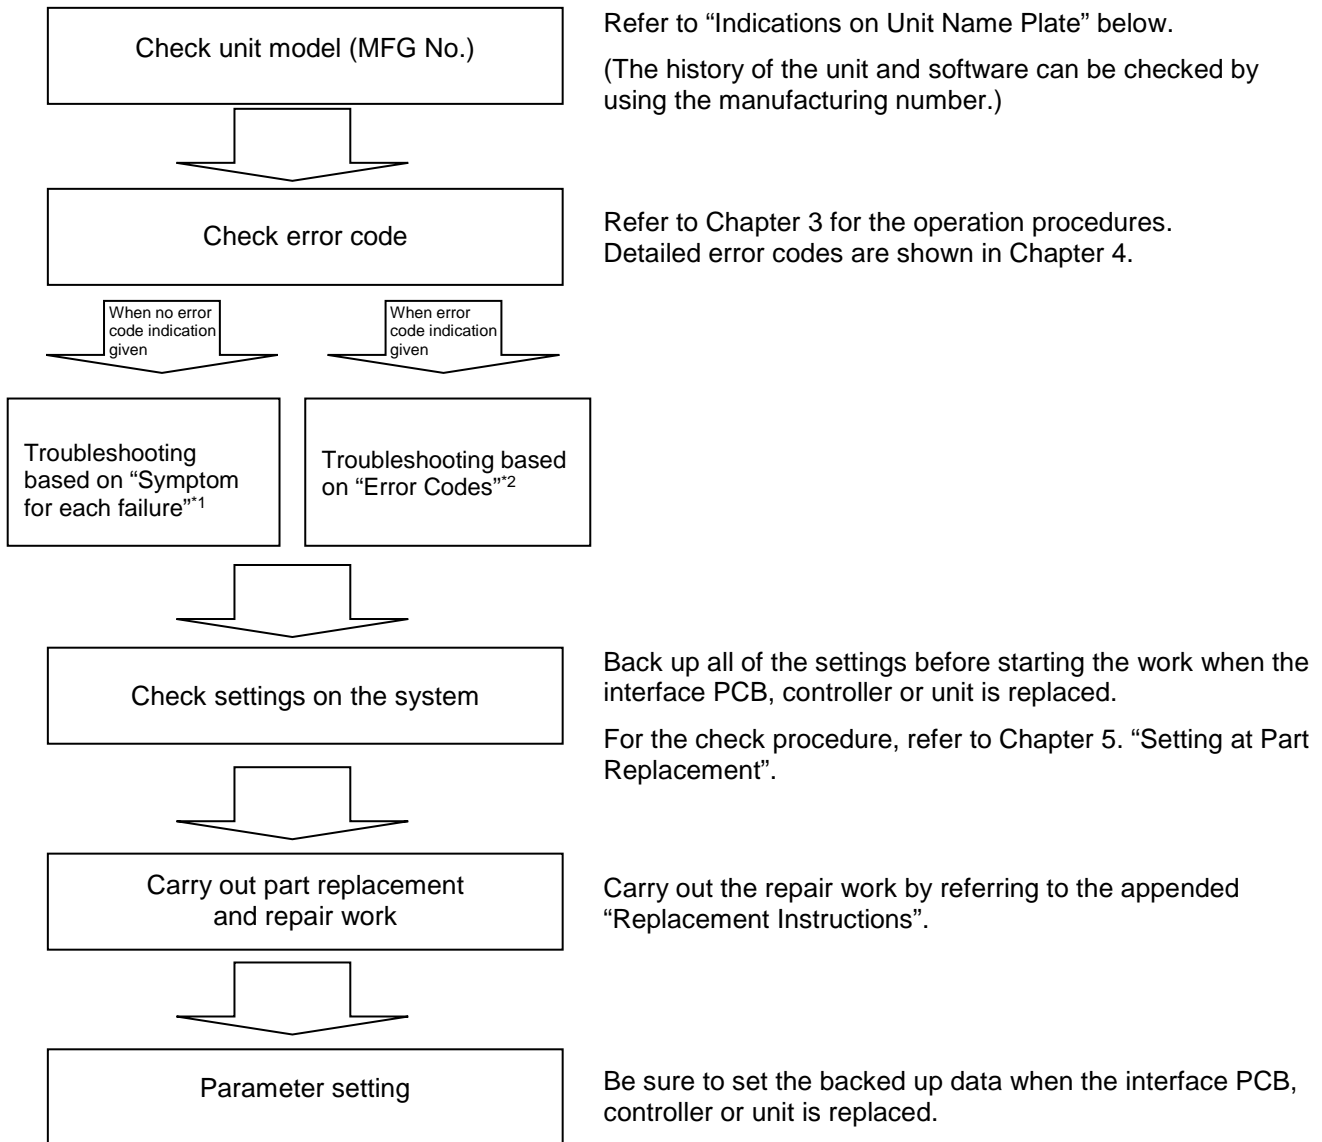 Check unit model (MFG No.)
Refer to “Indications on Unit Name Plate” below.
(The history of the unit and software can be checked by
using the manufacturing number.)
Check error code
Refer to Chapter 3 for the operation procedures.
Detailed error codes are shown in Chapter 4.
When no error
code indication
given
When error
code indication
given
Troubleshooting
based on “Symptom
for each failure”*1
Troubleshooting based
on “Error Codes”*2
Check settings on the system
Back up all of the settings before starting the work when the
interface PCB, controller or unit is replaced.
For the check procedure, refer to Chapter 5. “Setting at Part
Replacement”.
Carry out part replacement
and repair work
Carry out the repair work by referring to the appended
“Replacement Instructions”.
Parameter setting
Be sure to set the backed up data when the interface PCB,
controller or unit is replaced.